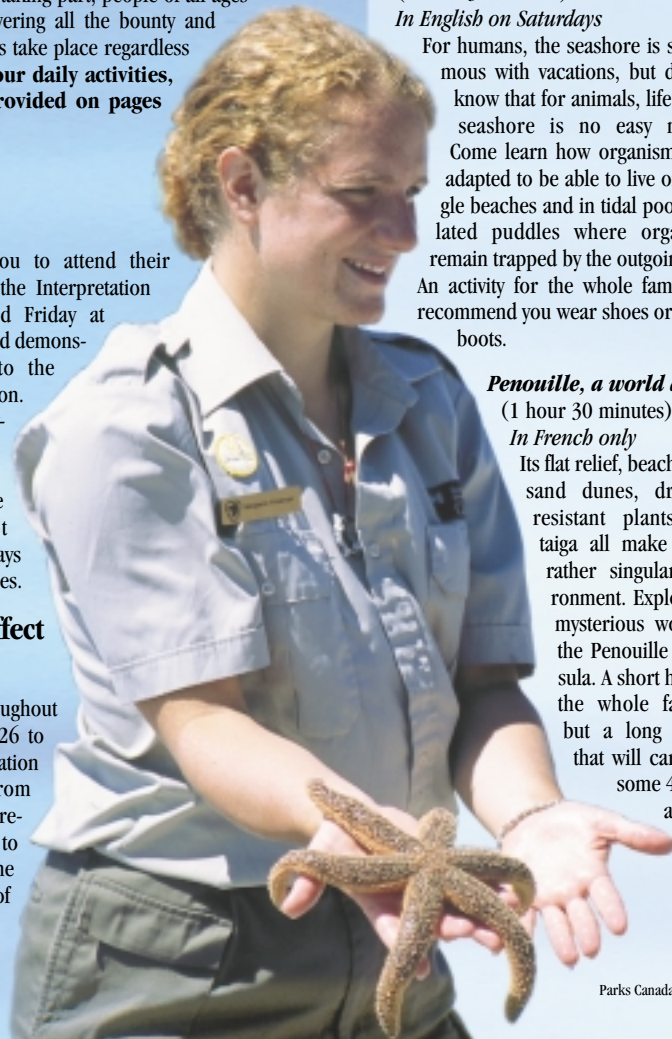 taking part, people of all ages
vering all the bounty and
s take place regardless
our daily activities,
rovided on pages
ou to attend their
the Interpretation
d Friday at
d demons-
to the
on.
-
e
t
ays
es.
ffect
ughout
26 to
ation
rom
re-
to
he
of
In English on Saturdays
For humans, the seashore is s
mous with vacations, but d
know that for animals, life
seashore is no easy
Come learn how organism
adapted to be able to live o
gle beaches and in tidal poo
lated puddles where orga
remain trapped by the outgoin
An activity for the whole fam
recommend you wear shoes or
boots.
Penouille, a world
(1 hour 30 minutes)
In French only
Its flat relief, beach
sand dunes, dr
resistant plants
taiga all make
rather singular
ronment. Explo
mysterious wo
the Penouille
sula. A short h
the whole fa
but a long
that will car
some 4
a
Parks Canada